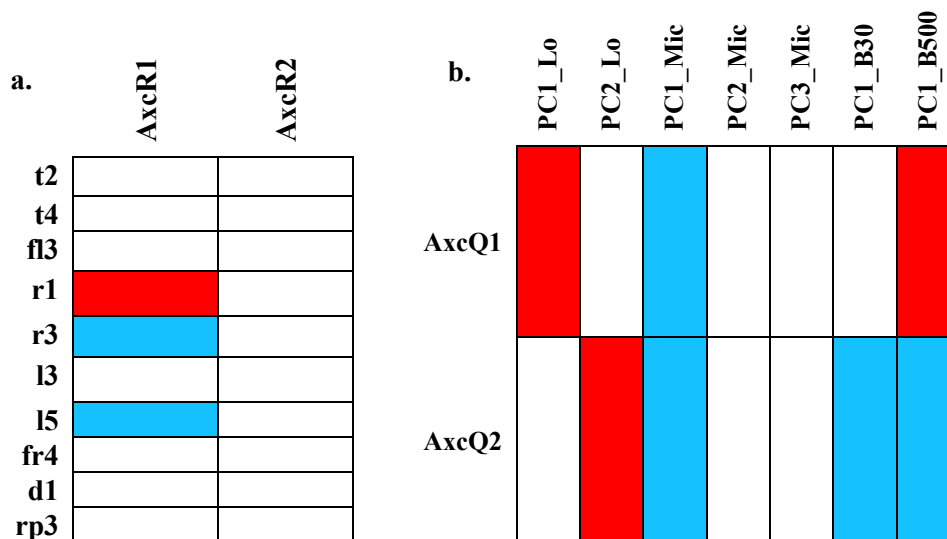 a.
AxcR1
AxcR2
t2
t4
fl3
r1
r3
l3
l5
fr4
d1
rp3
b.
PC1_Lo
PC2_Lo
PC1_Mic
PC2_Mic
PC3_Mic
PC1_B30
PC1_B500
AxcQ1
AxcQ2